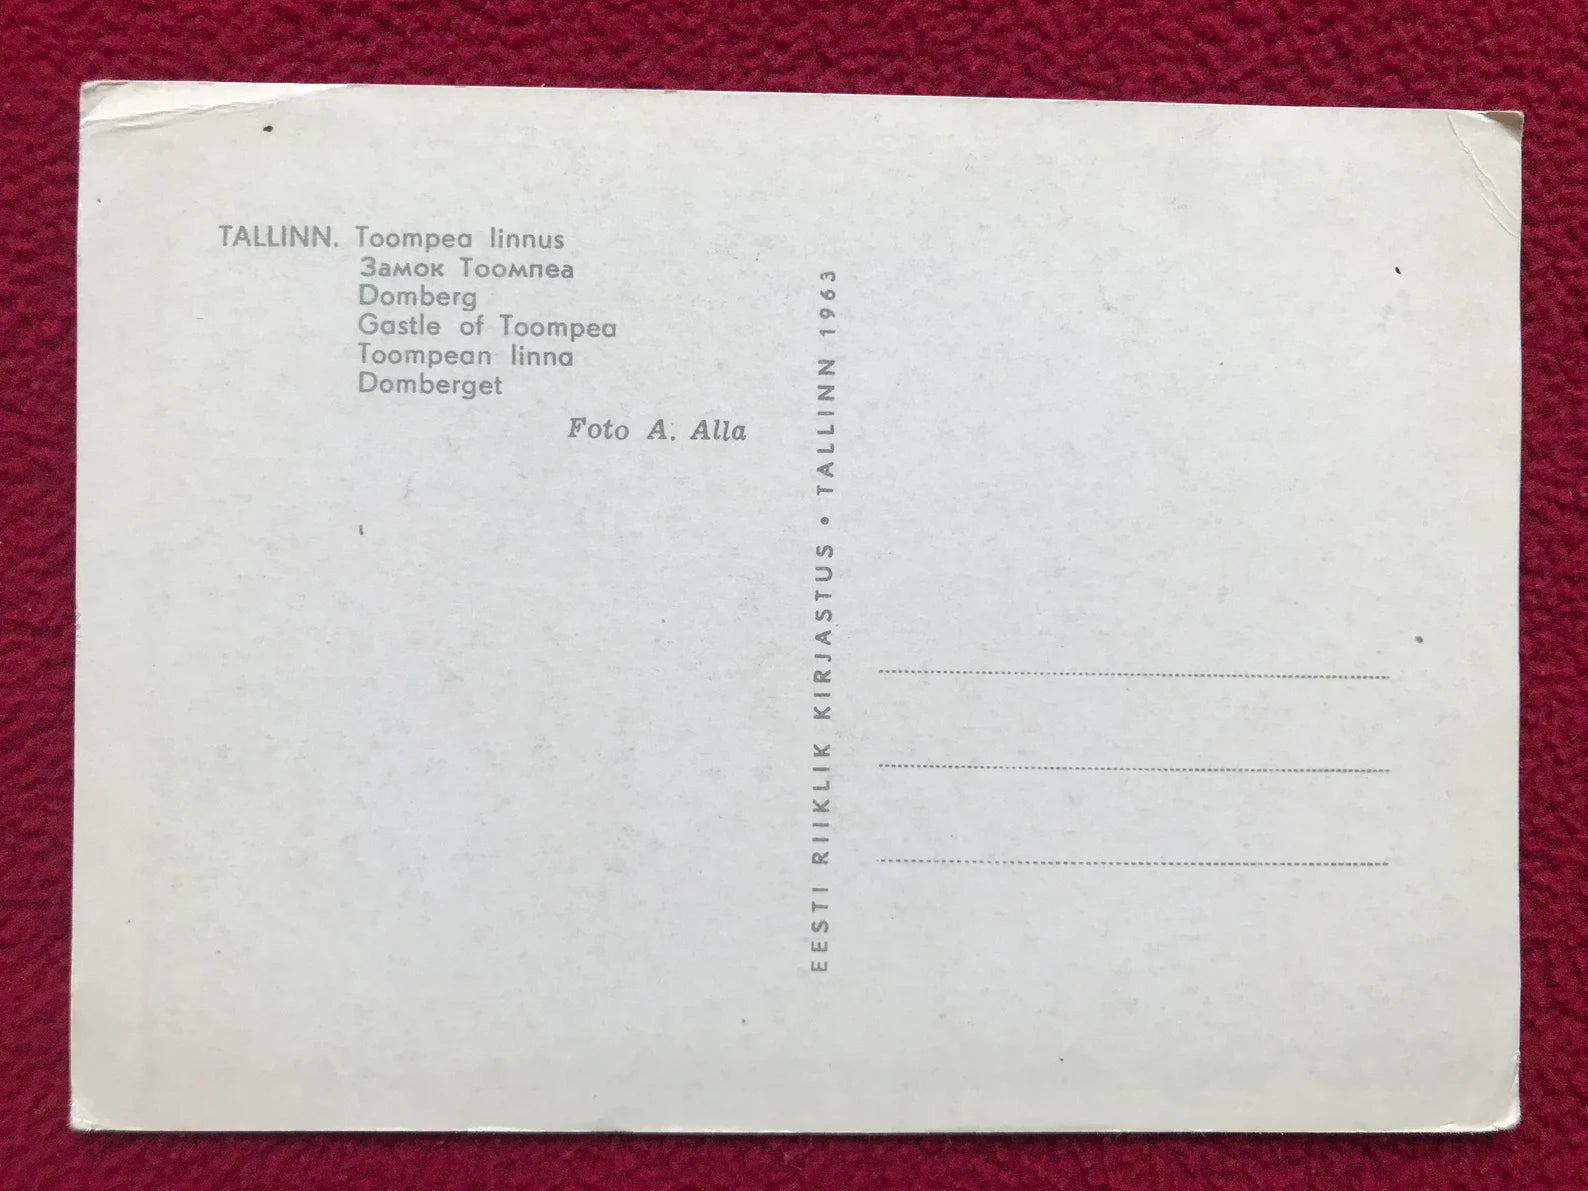 TALLINN. Toompea linnus
Замок Тоомпеа
Domberg
Gastle of Toompea
Toompean linna
Domberget
Foto A. Alla
EESTI RIIKLIK KIRJASTUS • TALLINN 1963